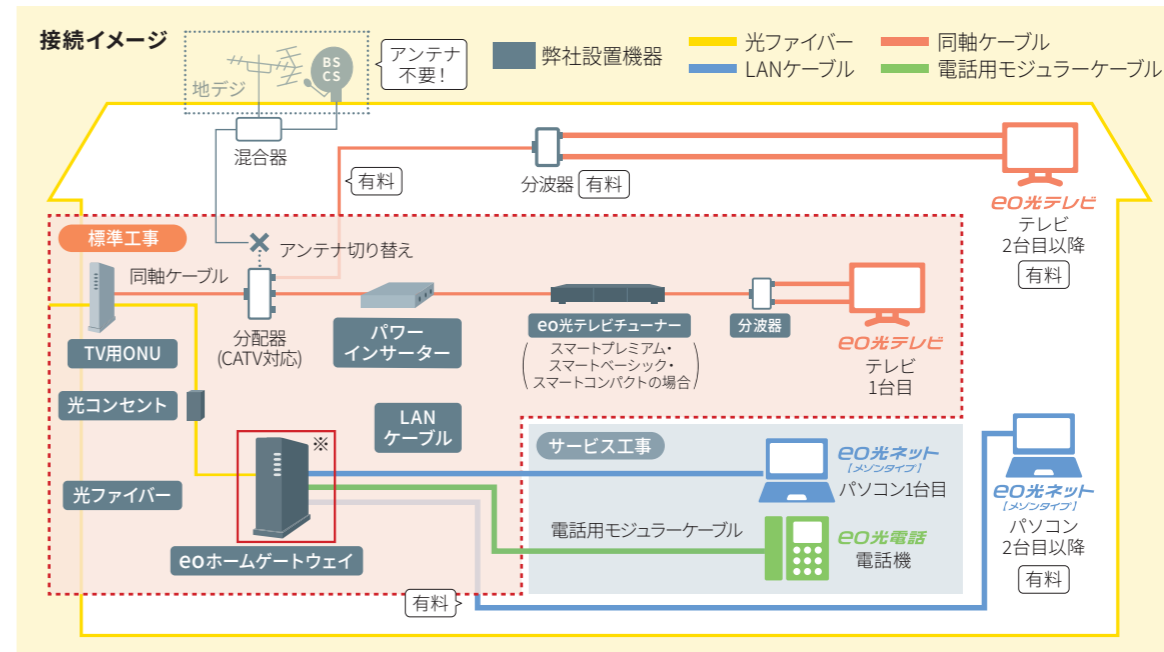 接続イメージ
地デジ
BS
CS
アンテナ
不要!
弊社設置機器
光ファイバー
同軸ケーブル
LANケーブル
電話用モジュラーケーブル
混合器
有料
分波器
有料
eo光テレビ
テレビ
2台目以降
有料
標準工事
アンテナ切り替え
同軸ケーブル
TV用ONU
分配器
(CATV対応)
パワー
インサーター
eo光テレビチューナー
(スマートプレミアム・
スマートベーシック・
スマートコンパクトの場合)
分波器
eo光テレビ
テレビ
1台目
光コンセント
LAN
ケーブル
※
光ファイバー
eoホームゲートウェイ
サービス工事
eo光ネット
【メゾンタイプ】
パソコン1台目
電話用モジュラーケーブル
eo光電話
電話機
eo光ネット
【メゾンタイプ】
パソコン
2台目以降
有料
有料